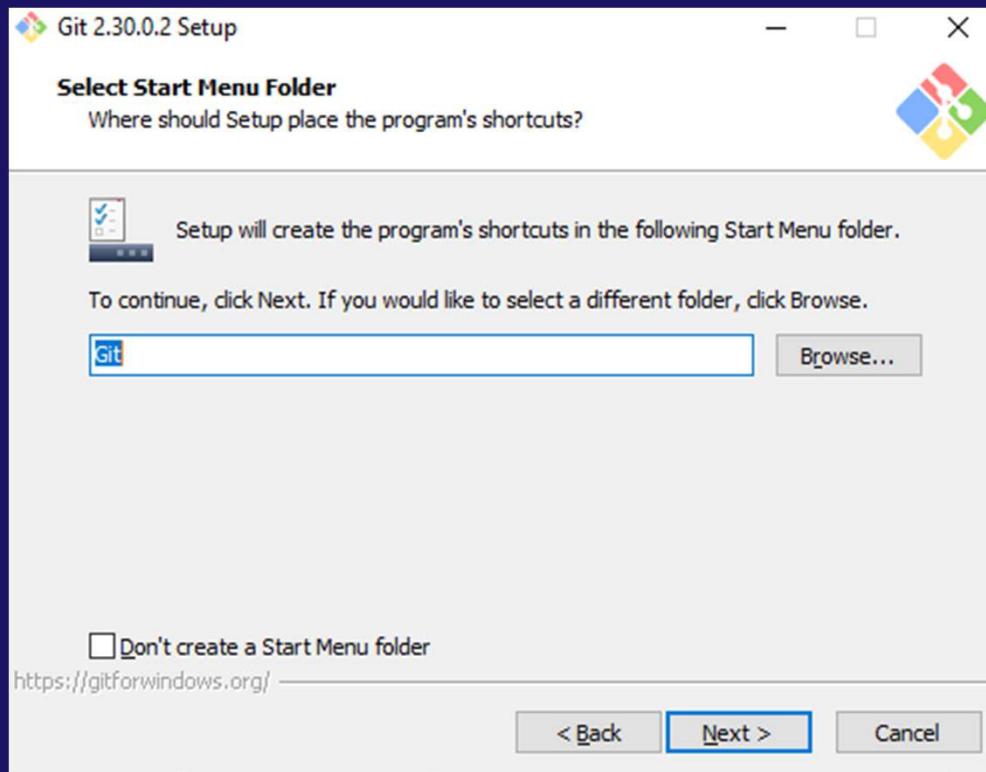 Git 2.30.0.2 Setup
Select Start Menu Folder
Where should Setup place the program's shortcuts?
Setup will create the program's shortcuts in the following Start Menu folder.
To continue, click Next. If you would like to select a different folder, click Browse.
Git
Browse...
Don't create a Start Menu folder
https://gitforwindows.org/
< Back
Next >
Cancel